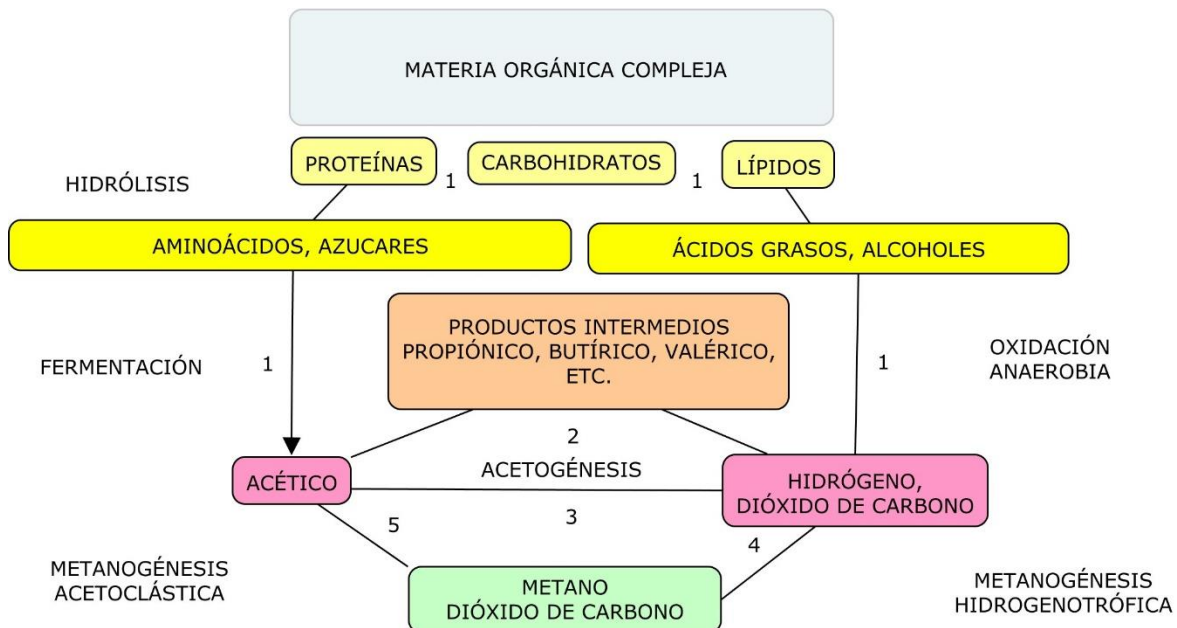 MATERIA ORGÁNICA COMPLEJA
PROTEÍNAS
CARBOHIDRATOS
LÍPIDOS
1
1
HIDRÓLISIS
AMINOÁCIDOS, AZUCARES
ÁCIDOS GRASOS, ALCOHOLES
PRODUCTOS INTERMEDIOS
PROPIÓNICO, BUTÍRICO, VALÉRICO,
ETC.
FERMENTACIÓN
1
1
OXIDACIÓN
ANAEROBIA
2
ACETOGÉNESIS
ACÉTICO
HIDRÓGENO,
DIÓXIDO DE CARBONO
3
5
4
METANOGÉNESIS
ACETOCLÁSTICA
METANO
DIÓXIDO DE CARBONO
METANOGÉNESIS
HIDROGENOTRÓFICA